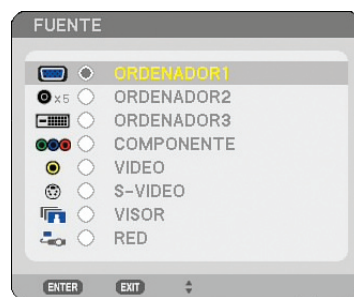 FUENTE
ORDENADOR1
x5 ORDENADOR2
ORDENADOR3
COMPONENTE
VIDEO
S-VIDEO
VISOR
RED
ENTER EXIT